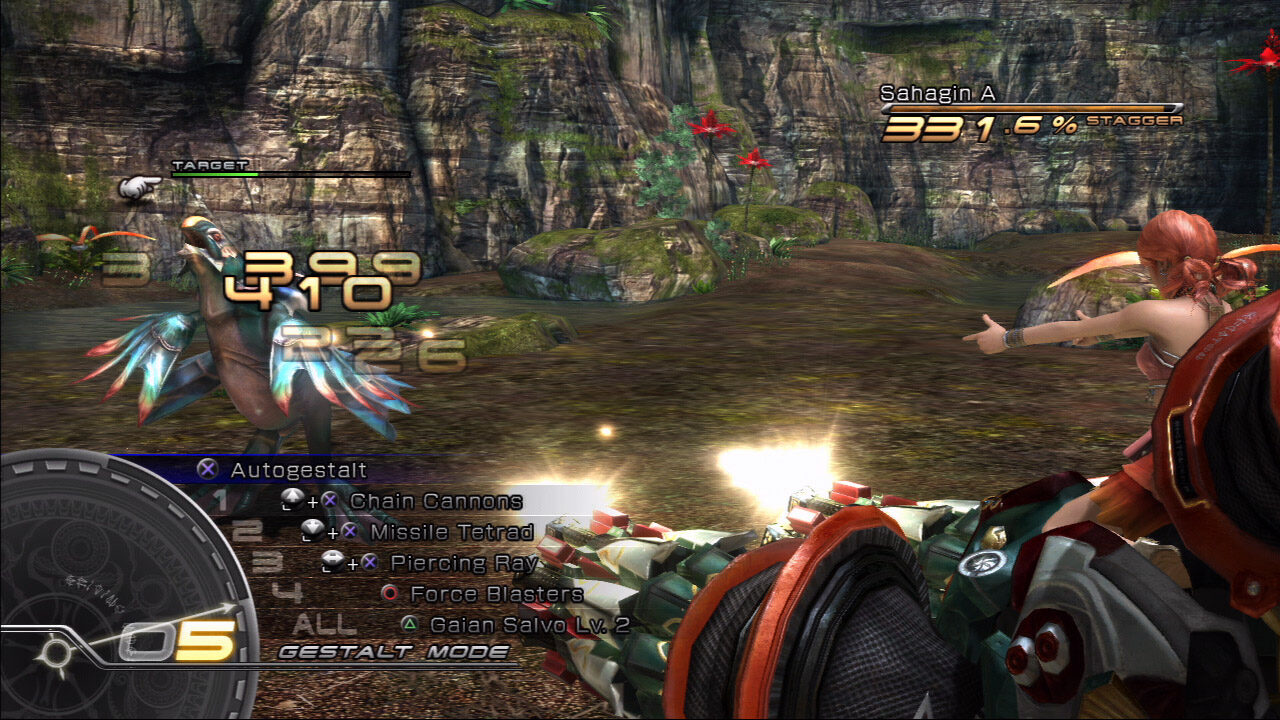 Sahagin A
331.6% STAGGER
TARGET
3
399
410
226
Autogestalt
1 + Chain Cannons
2 + Missile Tetrad
3 + Piercing Ray
4 Force Blasters
ALL Gaian Salvo Lv. 2
05
GESTALT MODE